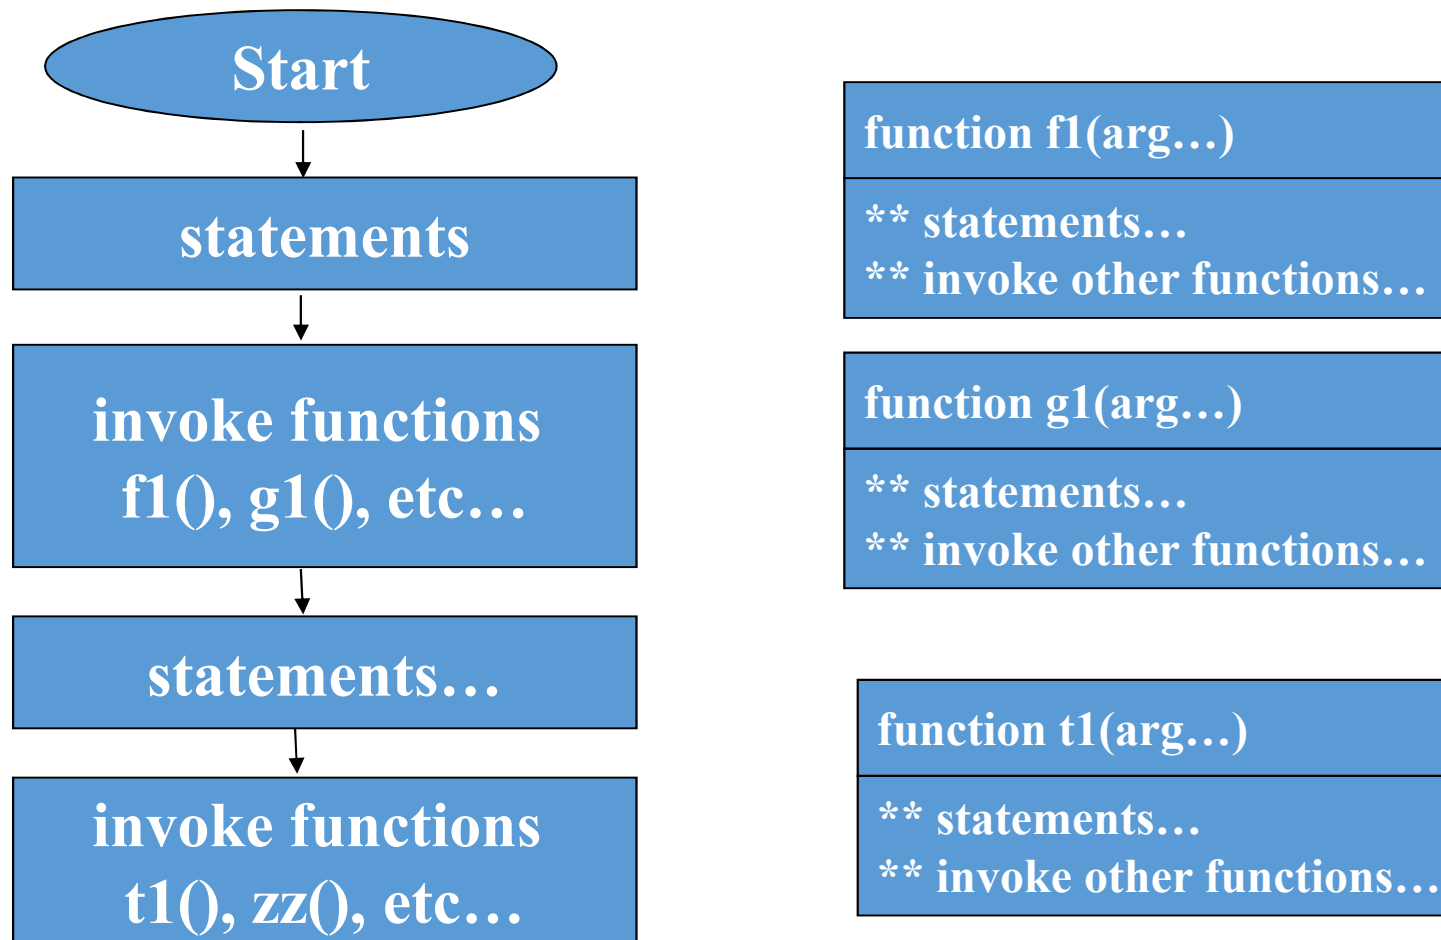 Start
statements
invoke functions
f1(), g1(), etc…
statements…
invoke functions
t1(), zz(), etc…
function f1(arg…)
** statements…
** invoke other functions…
function g1(arg…)
** statements…
** invoke other functions…
function t1(arg…)
** statements…
** invoke other functions…